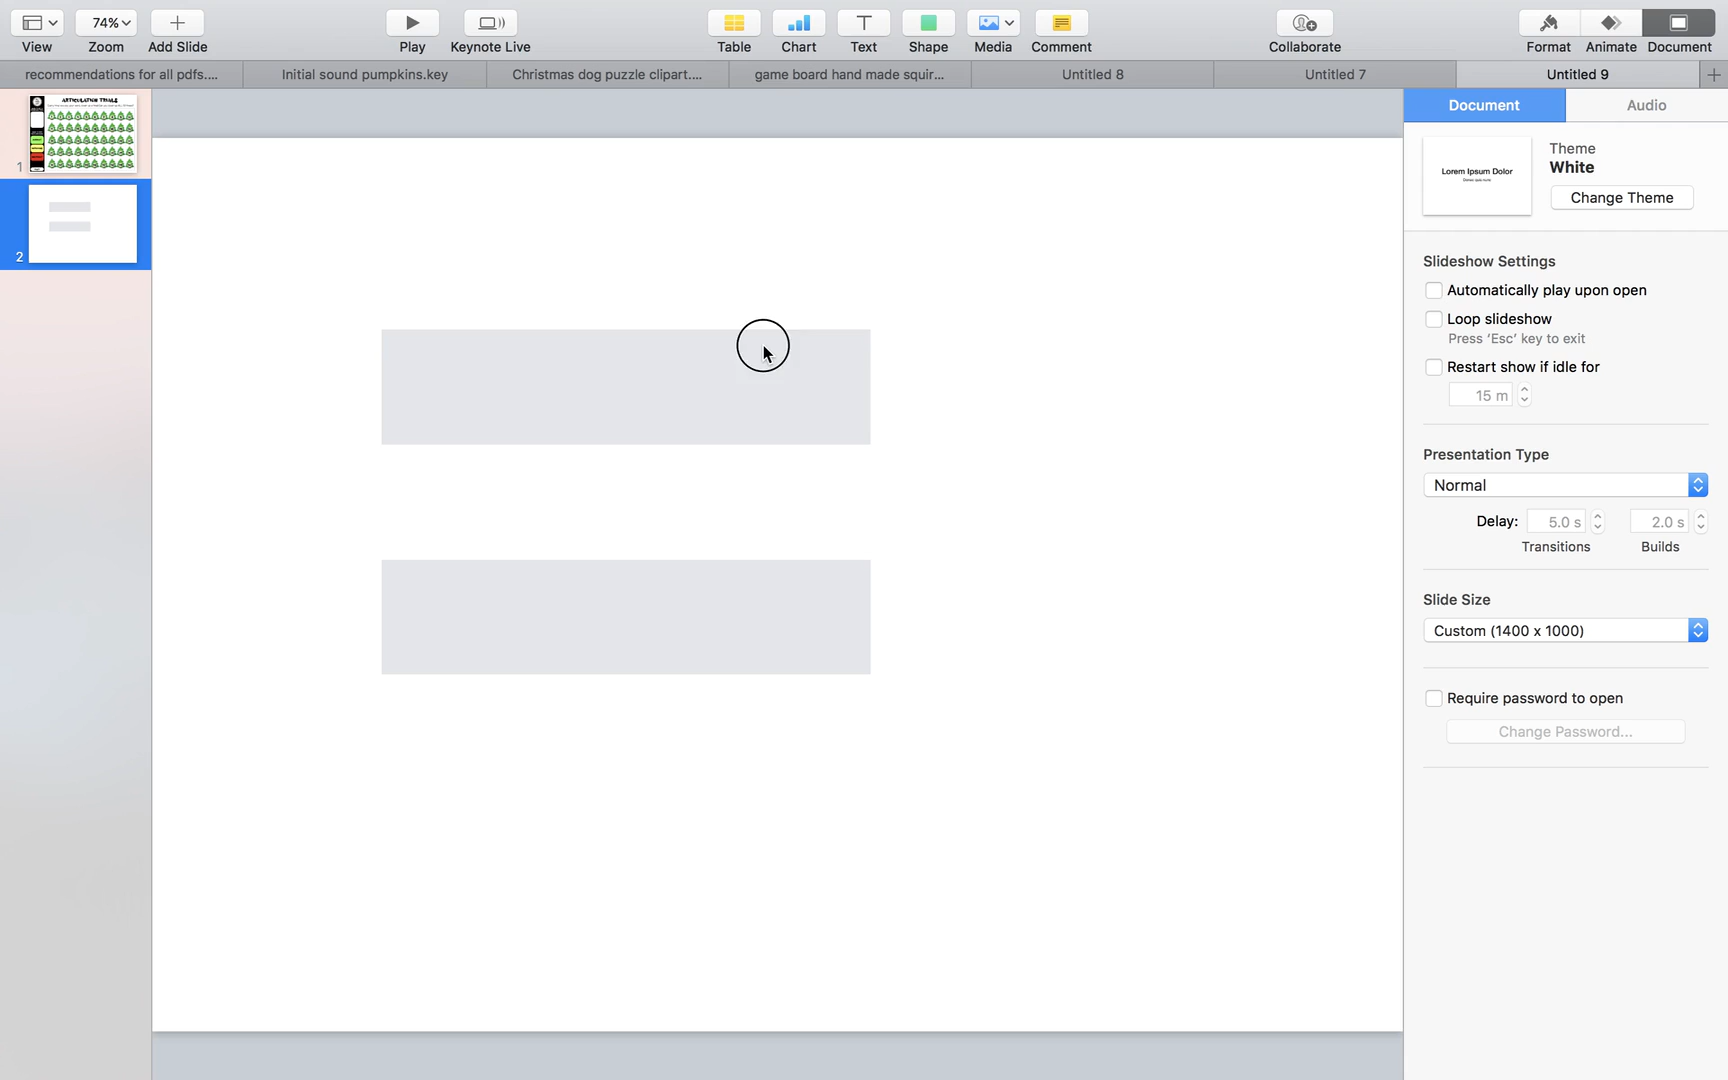 74%
View
Zoom
Add Slide
Play
Keynote Live
Table
Chart
Text
Shape
Media
Comment
Collaborate
Format
Animate
Document
recommendations for all pdfs....
Initial sound pumpkins.key
Christmas dog puzzle clipart....
game board hand made squir...
Untitled 8
Untitled 7
Untitled 9
ARTICULATION TRIALS
1
2
Document
Audio
Lorem Ipsum Dolor
Theme
White
Change Theme
Slideshow Settings
Automatically play upon open
Loop slideshow
Press ‘Esc’ key to exit
Restart show if idle for
15 m
Presentation Type
Normal
Delay:
5.0 s
2.0 s
Transitions
Builds
Slide Size
Custom (1400 x 1000)
Require password to open
Change Password...